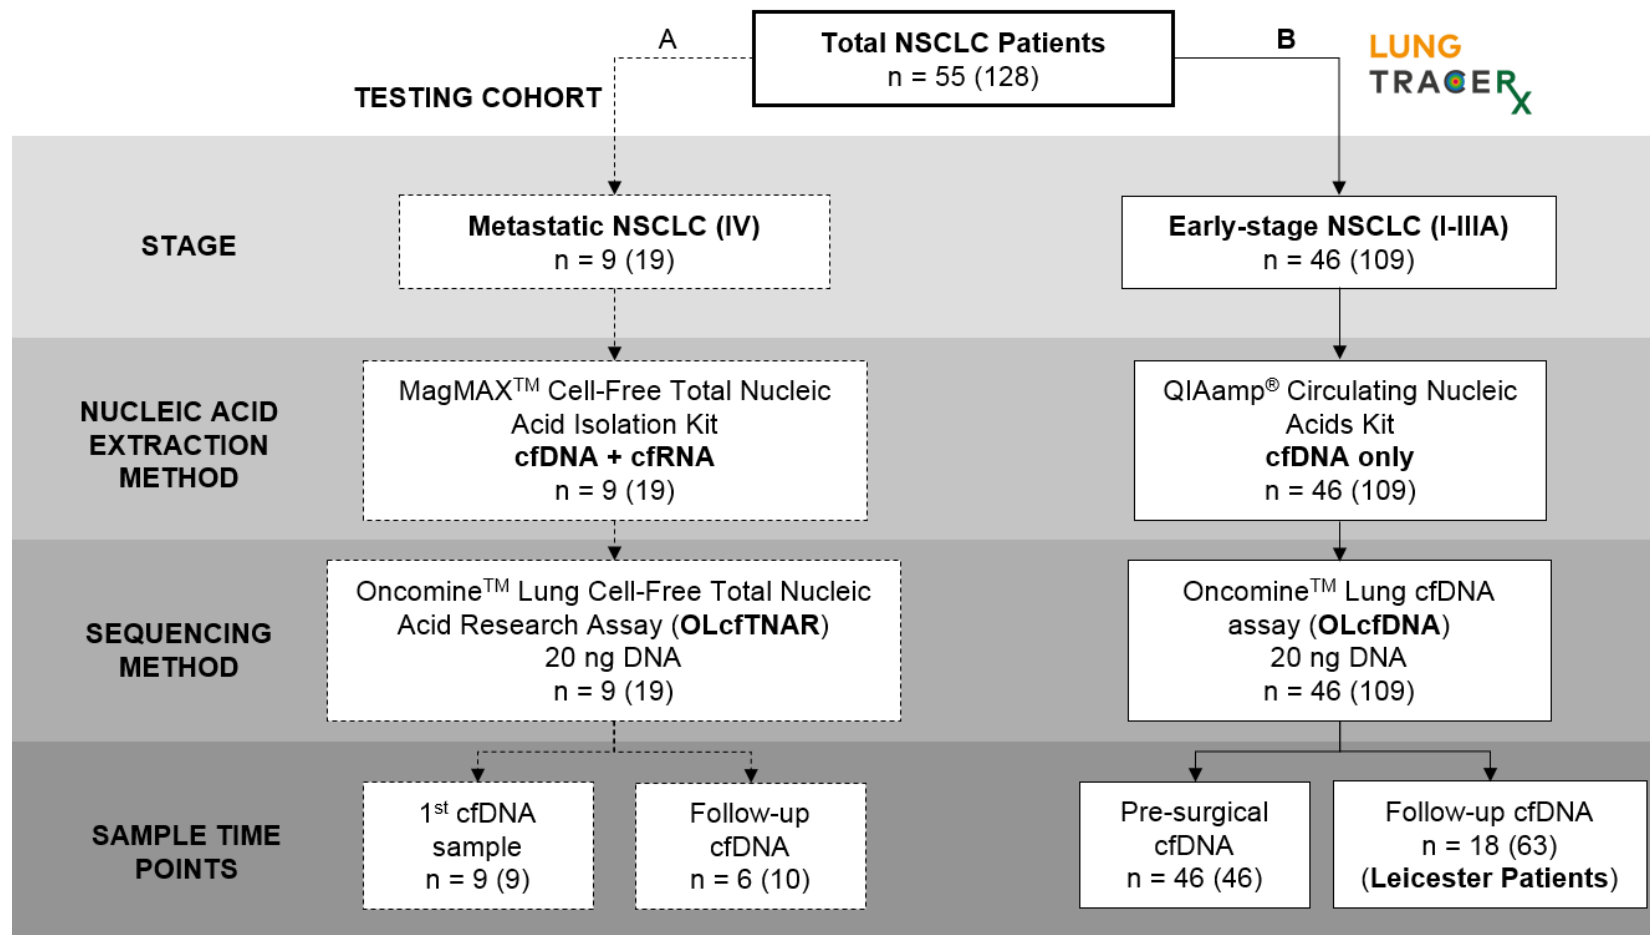 A
Total NSCLC Patients
n = 55 (128)
B
LUNG
TRACERx
TESTING COHORT
STAGE
Metastatic NSCLC (IV)
n = 9 (19)
Early-stage NSCLC (I-IIIA)
n = 46 (109)
NUCLEIC ACID
EXTRACTION
METHOD
MagMAX™ Cell-Free Total Nucleic
Acid Isolation Kit
cfDNA + cfRNA
n = 9 (19)
QIAamp® Circulating Nucleic
Acids Kit
cfDNA only
n = 46 (109)
SEQUENCING
METHOD
Oncomine™ Lung Cell-Free Total Nucleic
Acid Research Assay (OLcfTNAR)
20 ng DNA
n = 9 (19)
Oncomine™ Lung cfDNA
assay (OLcfDNA)
20 ng DNA
n = 46 (109)
SAMPLE TIME
POINTS
1st cfDNA
sample
n = 9 (9)
Follow-up
cfDNA
n = 6 (10)
Pre-surgical
cfDNA
n = 46 (46)
Follow-up cfDNA
n = 18 (63)
(Leicester Patients)